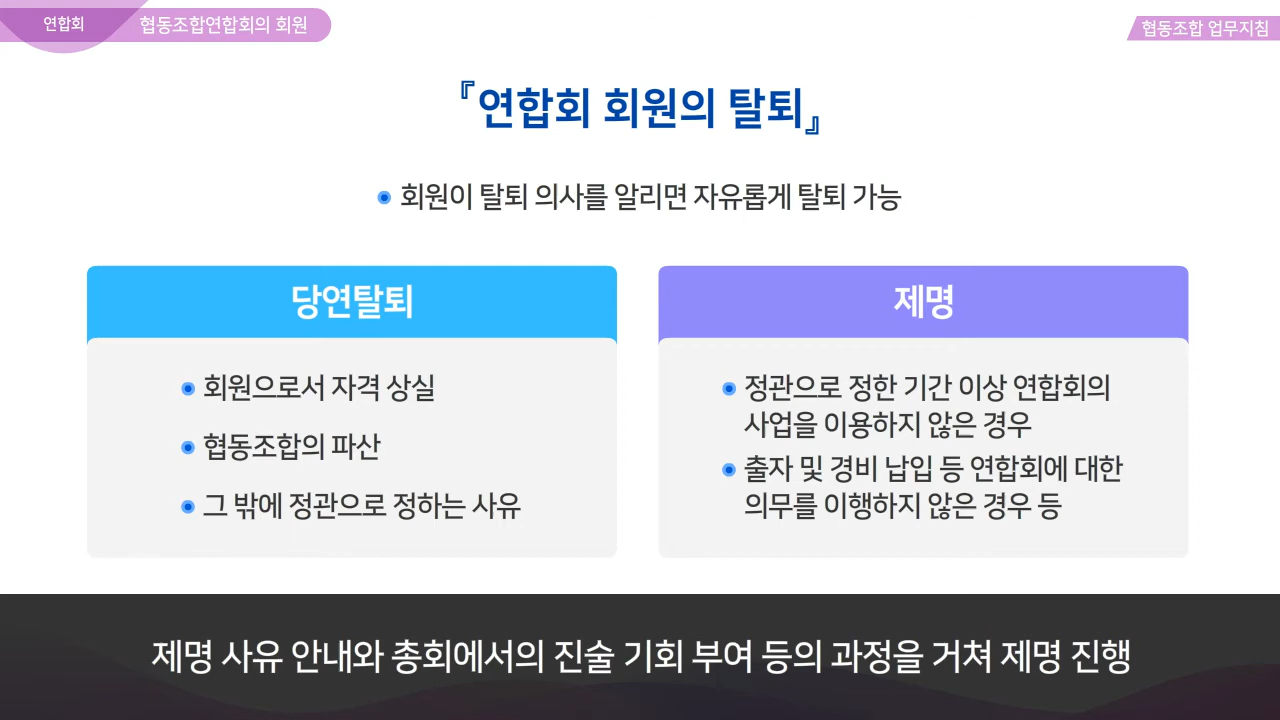 연합회
협동조합연합회의 회원
협동조합 업무지침
『연합회 회원의 탈퇴』
회원이 탈퇴 의사를 알리면 자유롭게 탈퇴 가능
당연탈퇴
회원으로서 자격 상실
협동조합의 파산
그 밖에 정관으로 정하는 사유
제명
정관으로 정한 기간 이상 연합회의
사업을 이용하지 않은 경우
출자 및 경비 납입 등 연합회에 대한
의무를 이행하지 않은 경우 등
제명 사유 안내와 총회에서의 진술 기회 부여 등의 과정을 거쳐 제명 진행